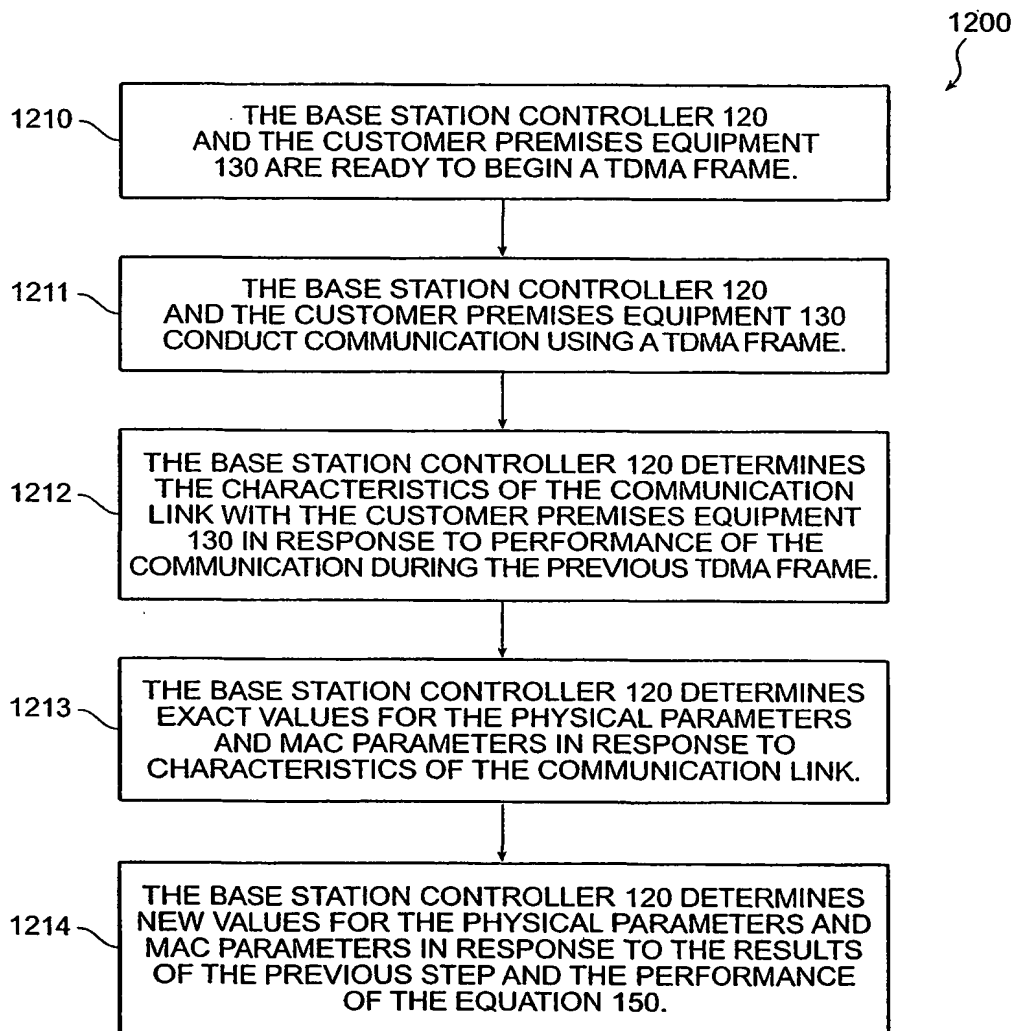 1200
1210
THE BASE STATION CONTROLLER 120
AND THE CUSTOMER PREMISES EQUIPMENT
130 ARE READY TO BEGIN A TDMA FRAME.
1211
THE BASE STATION CONTROLLER 120
AND THE CUSTOMER PREMISES EQUIPMENT 130
CONDUCT COMMUNICATION USING A TDMA FRAME.
1212
THE BASE STATION CONTROLLER 120 DETERMINES
THE CHARACTERISTICS OF THE COMMUNICATION
LINK WITH THE CUSTOMER PREMISES EQUIPMENT
130 IN RESPONSE TO PERFORMANCE OF THE
COMMUNICATION DURING THE PREVIOUS TDMA FRAME.
1213
THE BASE STATION CONTROLLER 120 DETERMINES
EXACT VALUES FOR THE PHYSICAL PARAMETERS
AND MAC PARAMETERS IN RESPONSE TO
CHARACTERISTICS OF THE COMMUNICATION LINK.
1214
THE BASE STATION CONTROLLER 120 DETERMINES
NEW VALUES FOR THE PHYSICAL PARAMETERS AND
MAC PARAMETERS IN RESPONSE TO THE RESULTS
OF THE PREVIOUS STEP AND THE PERFORMANCE
OF THE EQUATION 150.